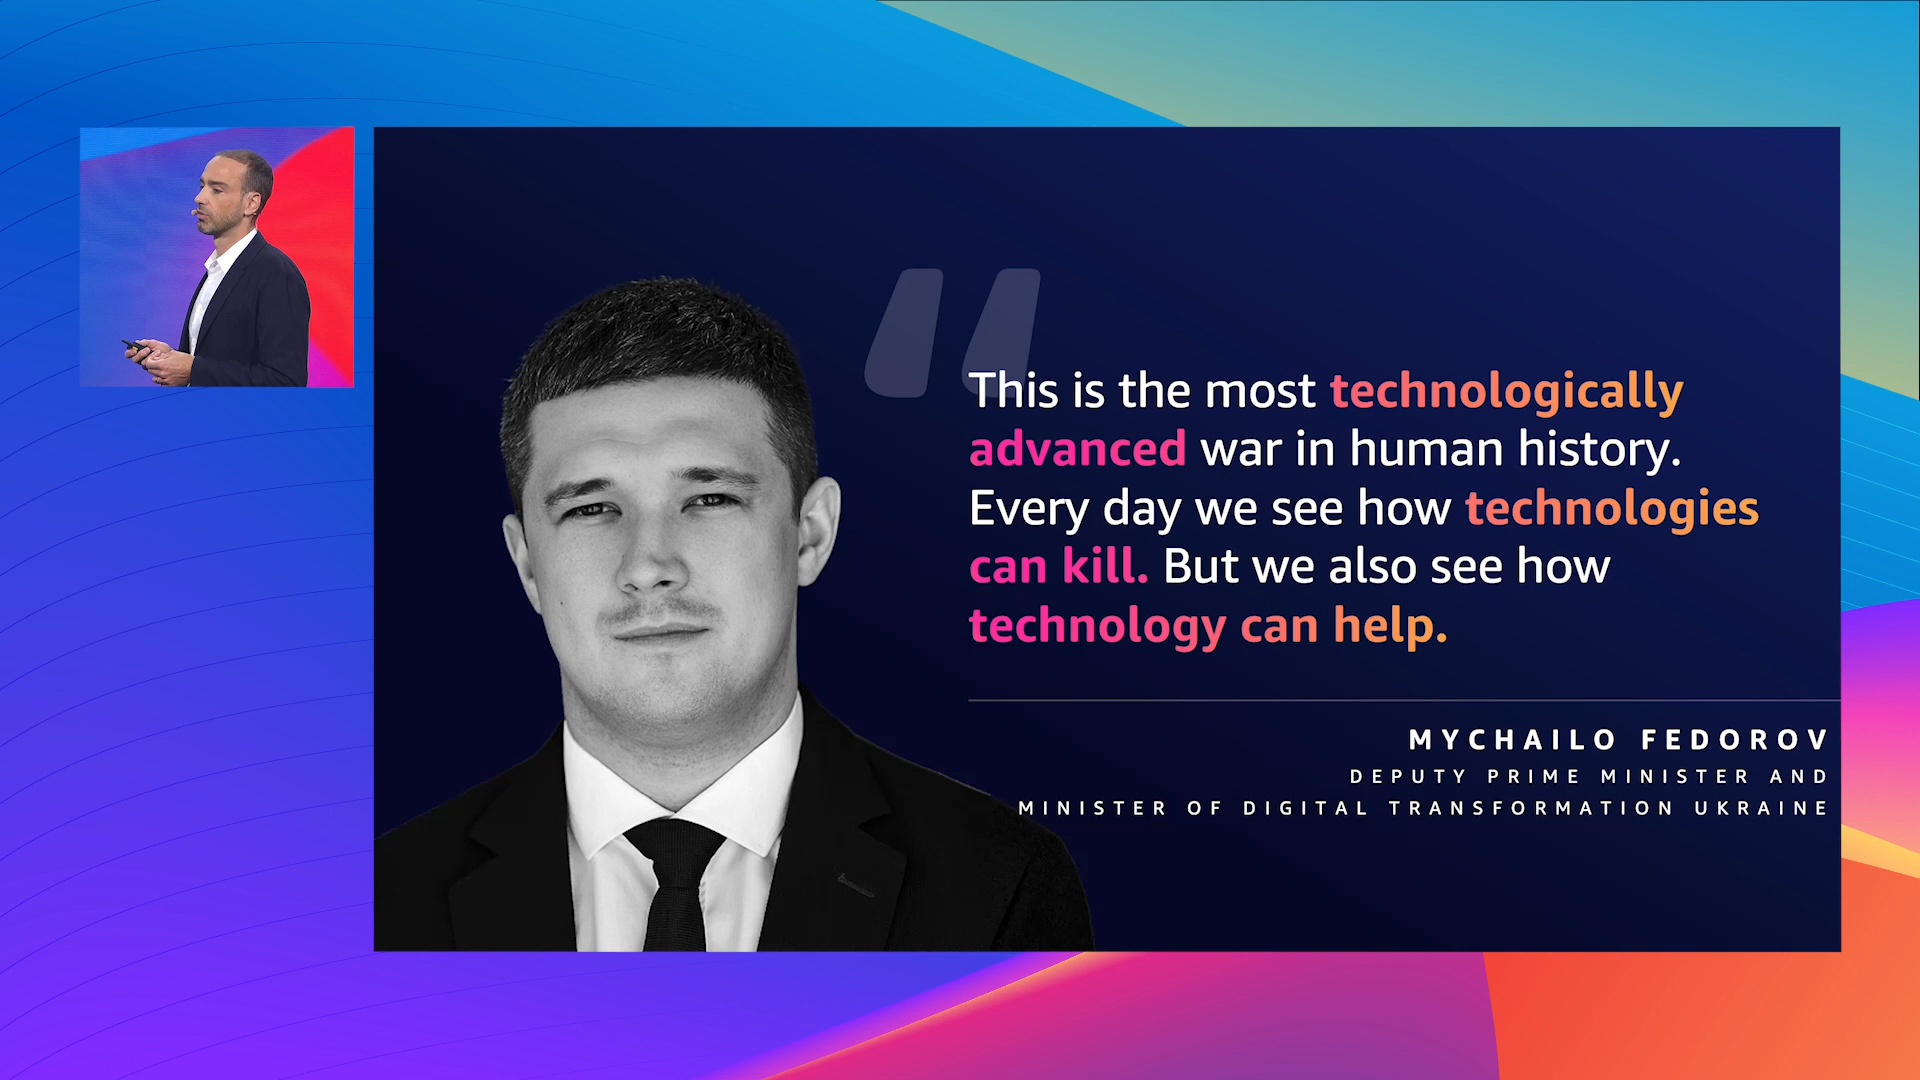 “
This is the most technologically
advanced war in human history.
Every day we see how technologies
can kill. But we also see how
technology can help.
MYCHAILO FEDOROV
DEPUTY PRIME MINISTER AND
MINISTER OF DIGITAL TRANSFORMATION UKRAINE